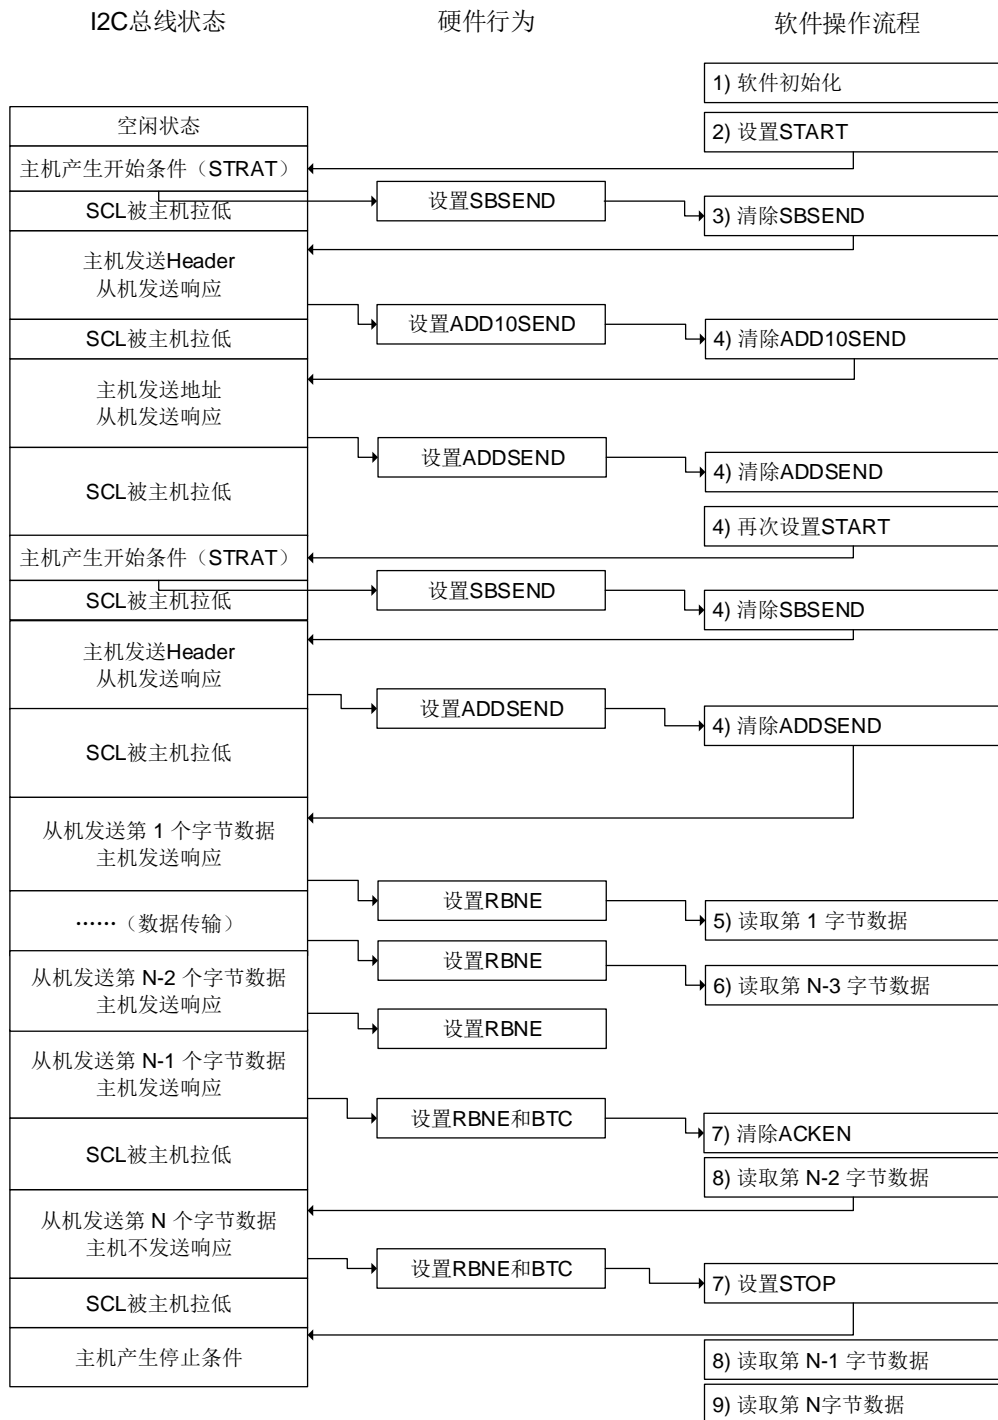 I2C总线状态 硬件行为 软件操作流程
1) 软件初始化
空闲状态
2) 设置START
主机产生开始条件（STRAT）
设置SBSEND
SCL被主机拉低
3) 清除SBSEND
主机发送Header
从机发送响应
设置ADD10SEND
SCL被主机拉低
4) 清除ADD10SEND
主机发送地址
从机发送响应
设置ADDSEND
4) 清除ADDSEND
SCL被主机拉低
4) 再次设置START
主机产生开始条件（STRAT）
设置SBSEND
SCL被主机拉低
4) 清除SBSEND
主机发送Header
从机发送响应
设置ADDSEND
4) 清除ADDSEND
SCL被主机拉低
从机发送第 1 个字节数据
主机发送响应
设置RBNE
……（数据传输）
5) 读取第 1 字节数据
设置RBNE
从机发送第 N-2 个字节数据
主机发送响应
6) 读取第 N-3 字节数据
设置RBNE
从机发送第 N-1 个字节数据
主机发送响应
设置RBNE和BTC
7) 清除ACKEN
SCL被主机拉低
8) 读取第 N-2 字节数据
从机发送第 N 个字节数据
主机不发送响应
设置RBNE和BTC
7) 设置STOP
SCL被主机拉低
主机产生停止条件
8) 读取第 N-1 字节数据
9) 读取第 N字节数据